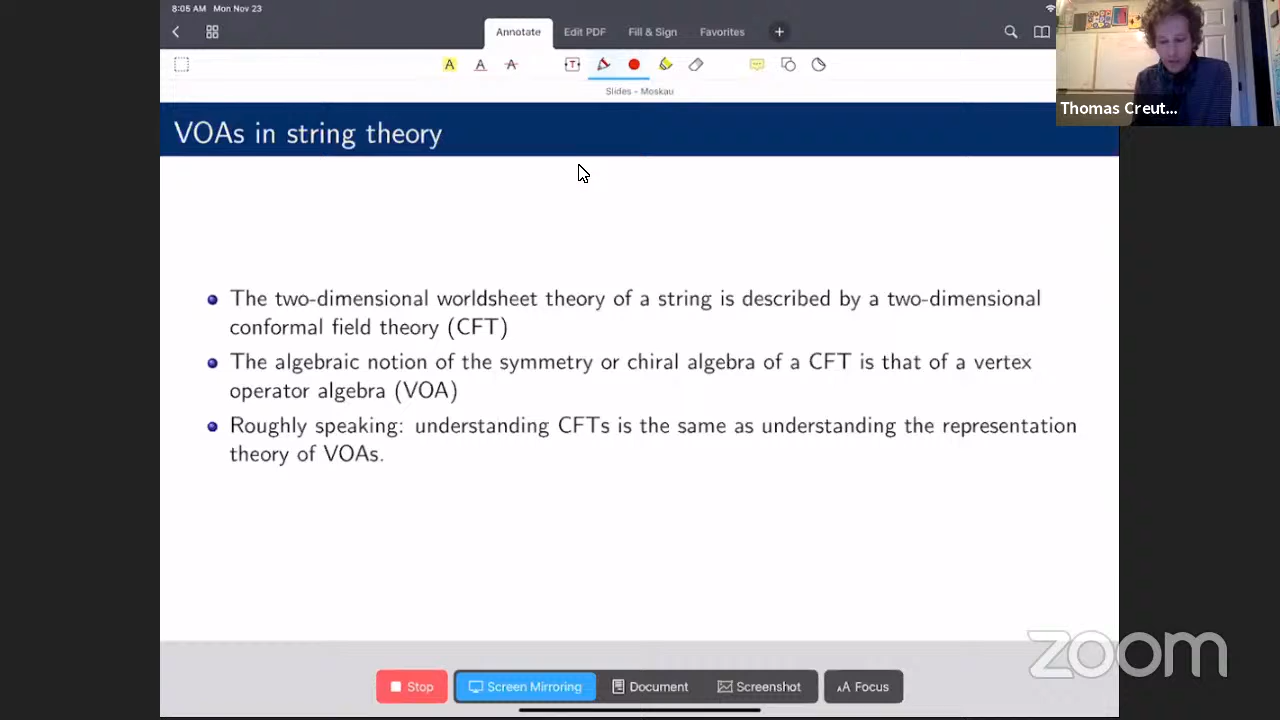 8:05 AM Mon Nov 23
Annotate Edit PDF Fill & Sign Favorites +
A A A T
Slides - Moskau
Thomas Creut...
VOAs in string theory
The two-dimensional worldsheet theory of a string is described by a two-dimensional
conformal field theory (CFT)
The algebraic notion of the symmetry or chiral algebra of a CFT is that of a vertex
operator algebra (VOA)
Roughly speaking: understanding CFTs is the same as understanding the representation
theory of VOAs.
zoom
Stop Screen Mirroring Document Screenshot AA Focus